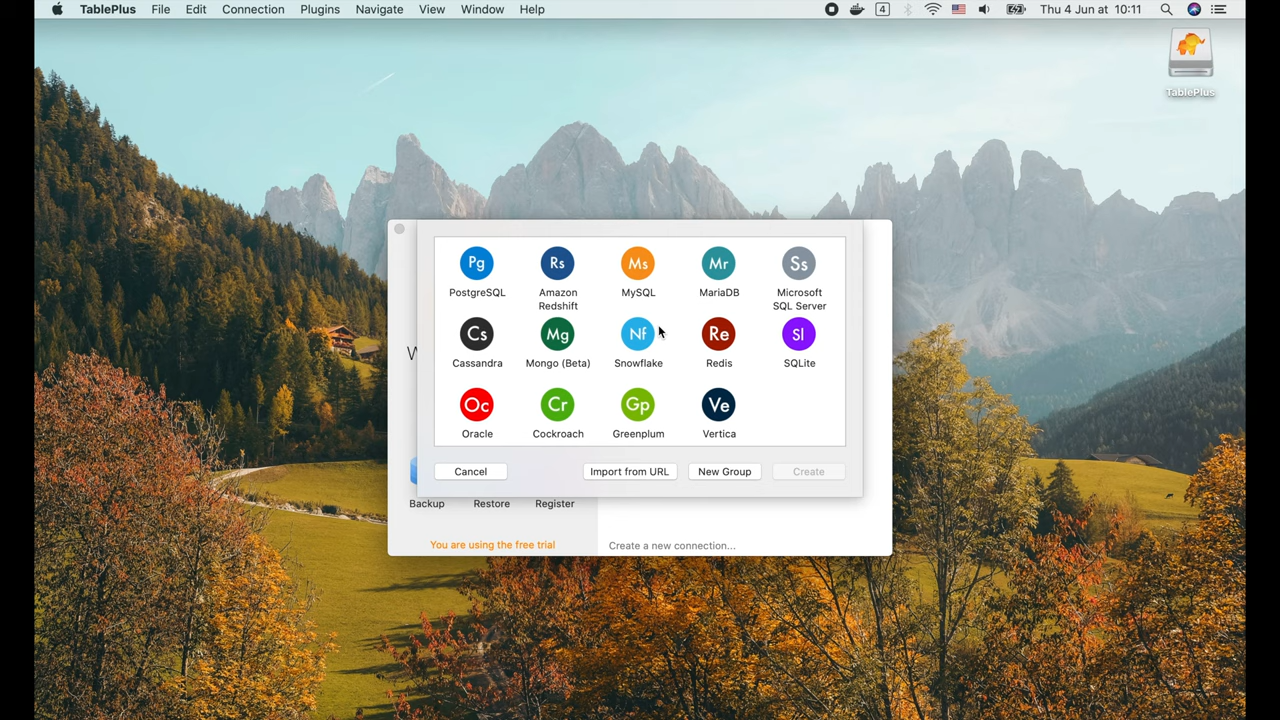 TablePlus File Edit Connection Plugins Navigate View Window Help 4 Thu 4 Jun at 10:11
TablePlus
Pg Rs Ms Mr Ss
PostgreSQL Amazon Redshift MySQL MariaDB Microsoft SQL Server
Cs Mg Nf Re Sl
Cassandra Mongo (Beta) Snowflake Redis SQLite
W
Oc Cr Gp Ve
Oracle Cockroach Greenplum Vertica
Cancel Import from URL New Group Create
Backup Restore Register
You are using the free trial Create a new connection...